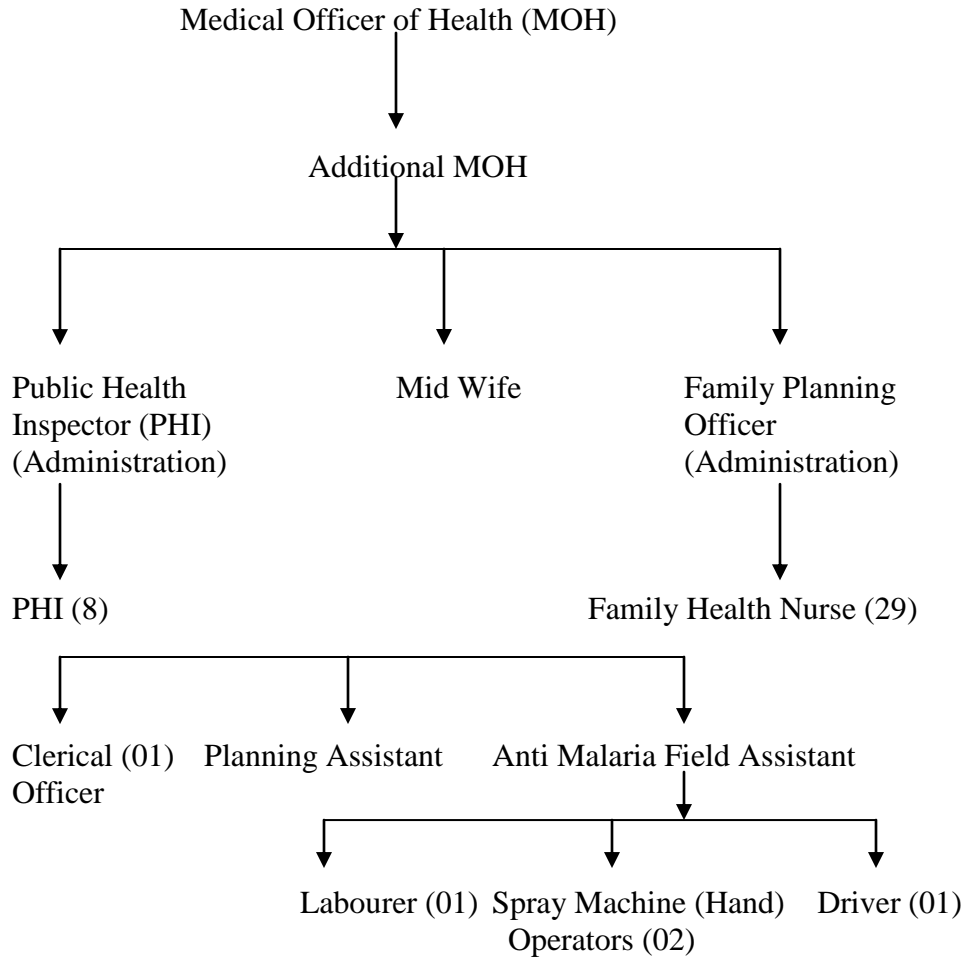 Medical Officer of Health (MOH)
Additional MOH
Public Health
Inspector (PHI)
(Administration)
Mid Wife
Family Planning
Officer
(Administration)
PHI (8)
Family Health Nurse (29)
Clerical (01)
Officer
Planning Assistant
Anti Malaria Field Assistant
Labourer (01)
Spray Machine (Hand)
Operators (02)
Driver (01)